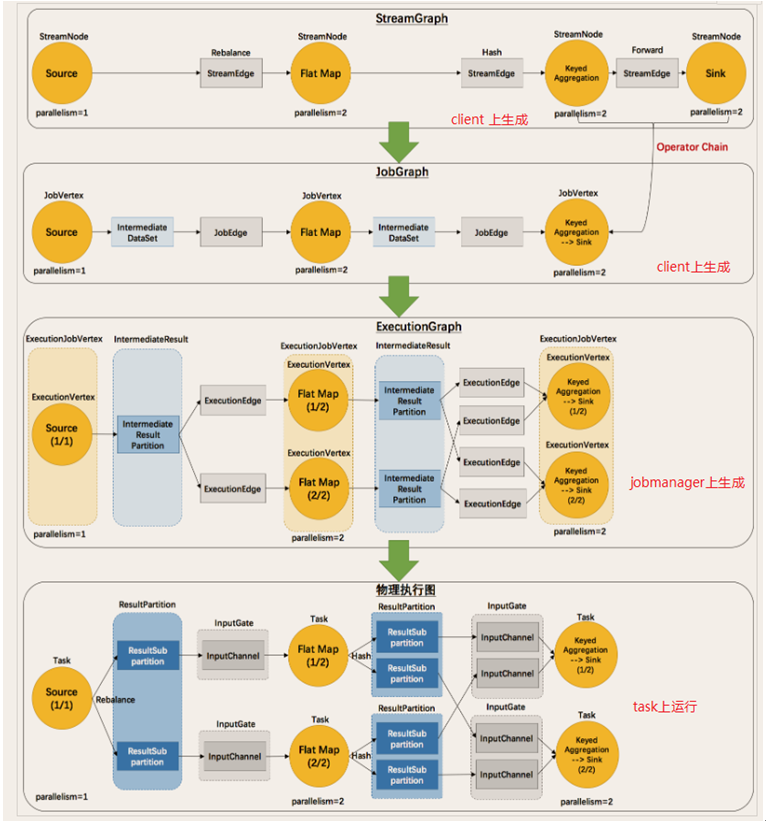 StreamGraph
StreamNode
Source
parallelism=1
Rebalance
StreamEdge
StreamNode
Flat Map
parallelism=2
Hash
StreamEdge
StreamNode
Keyed
Aggregation
parallelism=2
Forward
StreamEdge
StreamNode
Sink
parallelism=2
client 上生成
Operator Chain
JobGraph
JobVertex
Source
parallelism=1
Intermediate
DataSet
JobEdge
JobVertex
Flat Map
parallelism=2
Intermediate
DataSet
JobEdge
JobVertex
Keyed
Aggregation
--> Sink
parallelism=2
client上生成
ExecutionGraph
ExecutionJobVertex
ExecutionVertex
Source
(1/1)
parallelism=1
IntermediateResult
Intermediate
Result
Partition
ExecutionEdge
ExecutionEdge
ExecutionJobVertex
ExecutionVertex
Flat Map
(1/2)
ExecutionVertex
Flat Map
(2/2)
parallelism=2
IntermediateResult
Intermediate
Result
Partition
Intermediate
Result
Partition
ExecutionEdge
ExecutionEdge
ExecutionEdge
ExecutionEdge
ExecutionJobVertex
ExecutionVertex
Keyed
Aggregation
--> Sink
(1/2)
ExecutionVertex
Keyed
Aggregation
--> Sink
(2/2)
parallelism=2
jobmanager上生成
物理执行图
Task
Source
(1/1)
parallelism=1
Rebalance
ResultPartition
ResultSub
partition
ResultSub
partition
InputGate
InputChannel
InputGate
InputChannel
Task
Flat Map
(1/2)
Hash
Task
Flat Map
(2/2)
Hash
parallelism=2
ResultPartition
ResultSub
partition
ResultSub
partition
ResultPartition
ResultSub
partition
ResultSub
partition
InputGate
InputChannel
InputChannel
InputGate
InputChannel
InputChannel
Task
Keyed
Aggregation
--> Sink
(1/2)
Task
Keyed
Aggregation
--> Sink
(2/2)
parallelism=2
task上运行